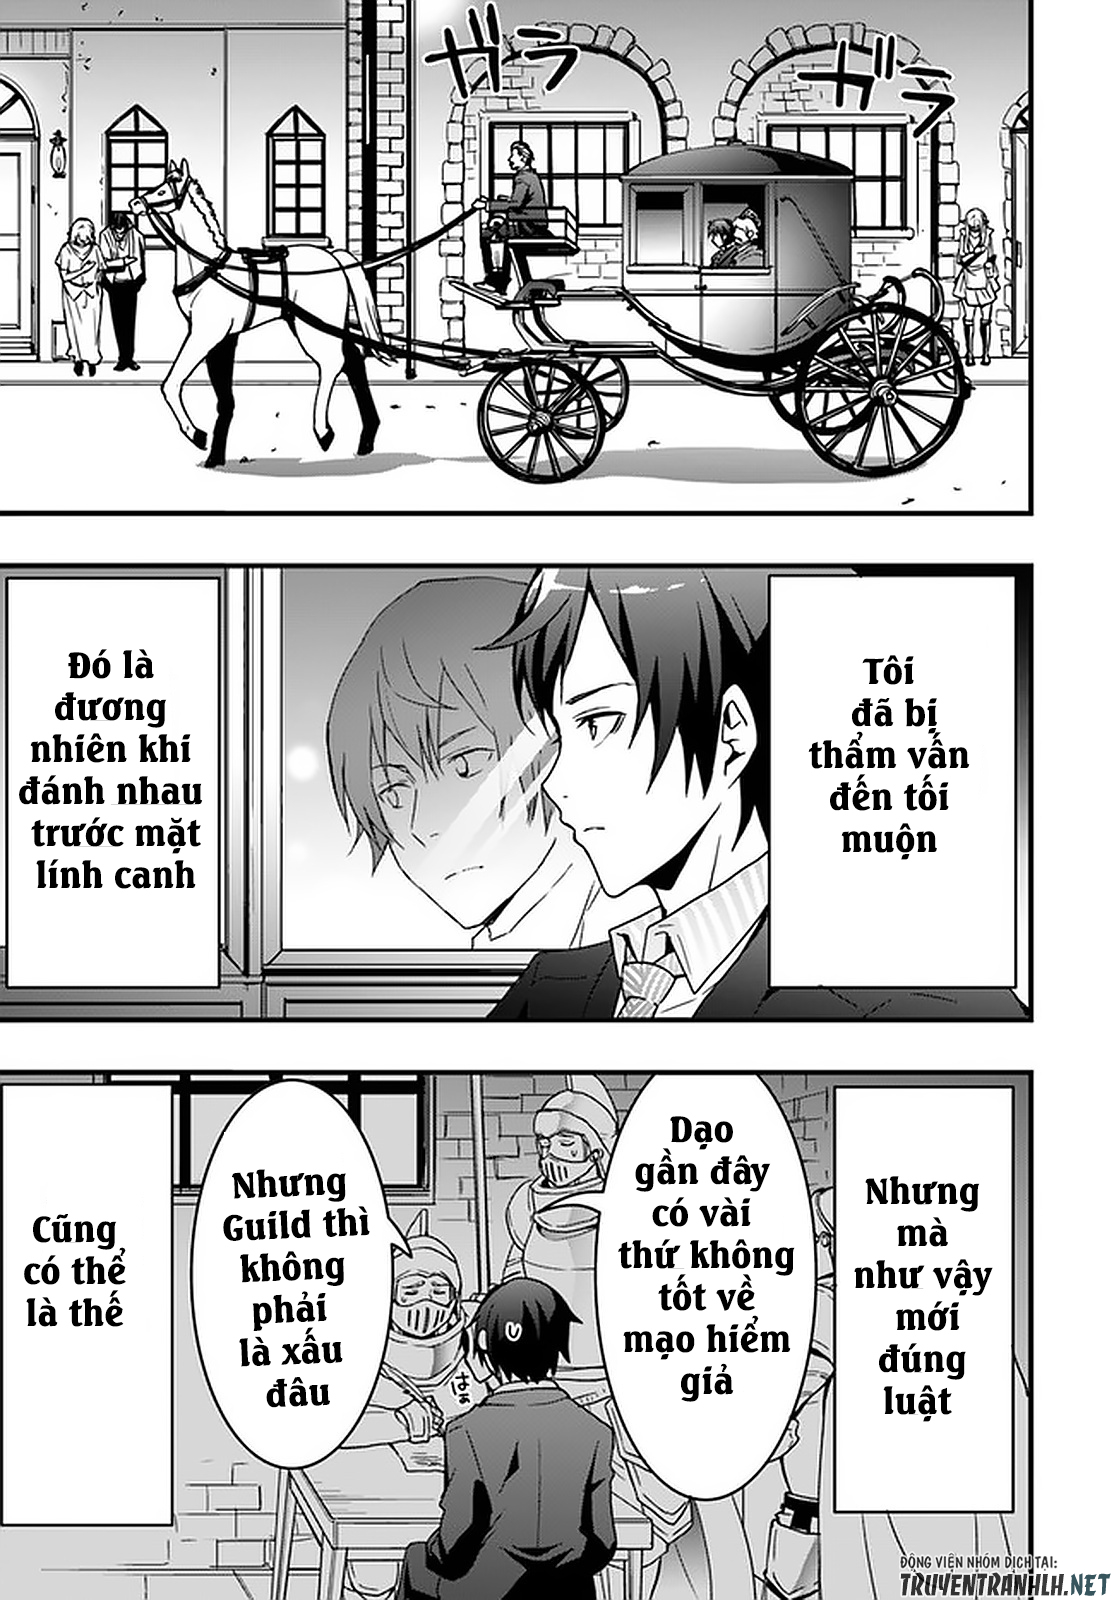 ガラ
ガラ
Tôi
đã bị
thẩm vấn
đến tối
muộn
Đó là
đương
nhiên khi
đánh nhau
trước mặt
lính canh
Nhưng
mà
như vậy
mới
đúng
luật
Dạo
gần đây
có vài
thứ không
tốt về
mạo hiểm
giả
Nhưng
Guild thì
không
phải
là xấu
đâu
はぁ
Cũng
có thể
là thế
ĐỘNG VIÊN NHÓM DỊCH TẠI:
TRUYENTRANHLH.NET